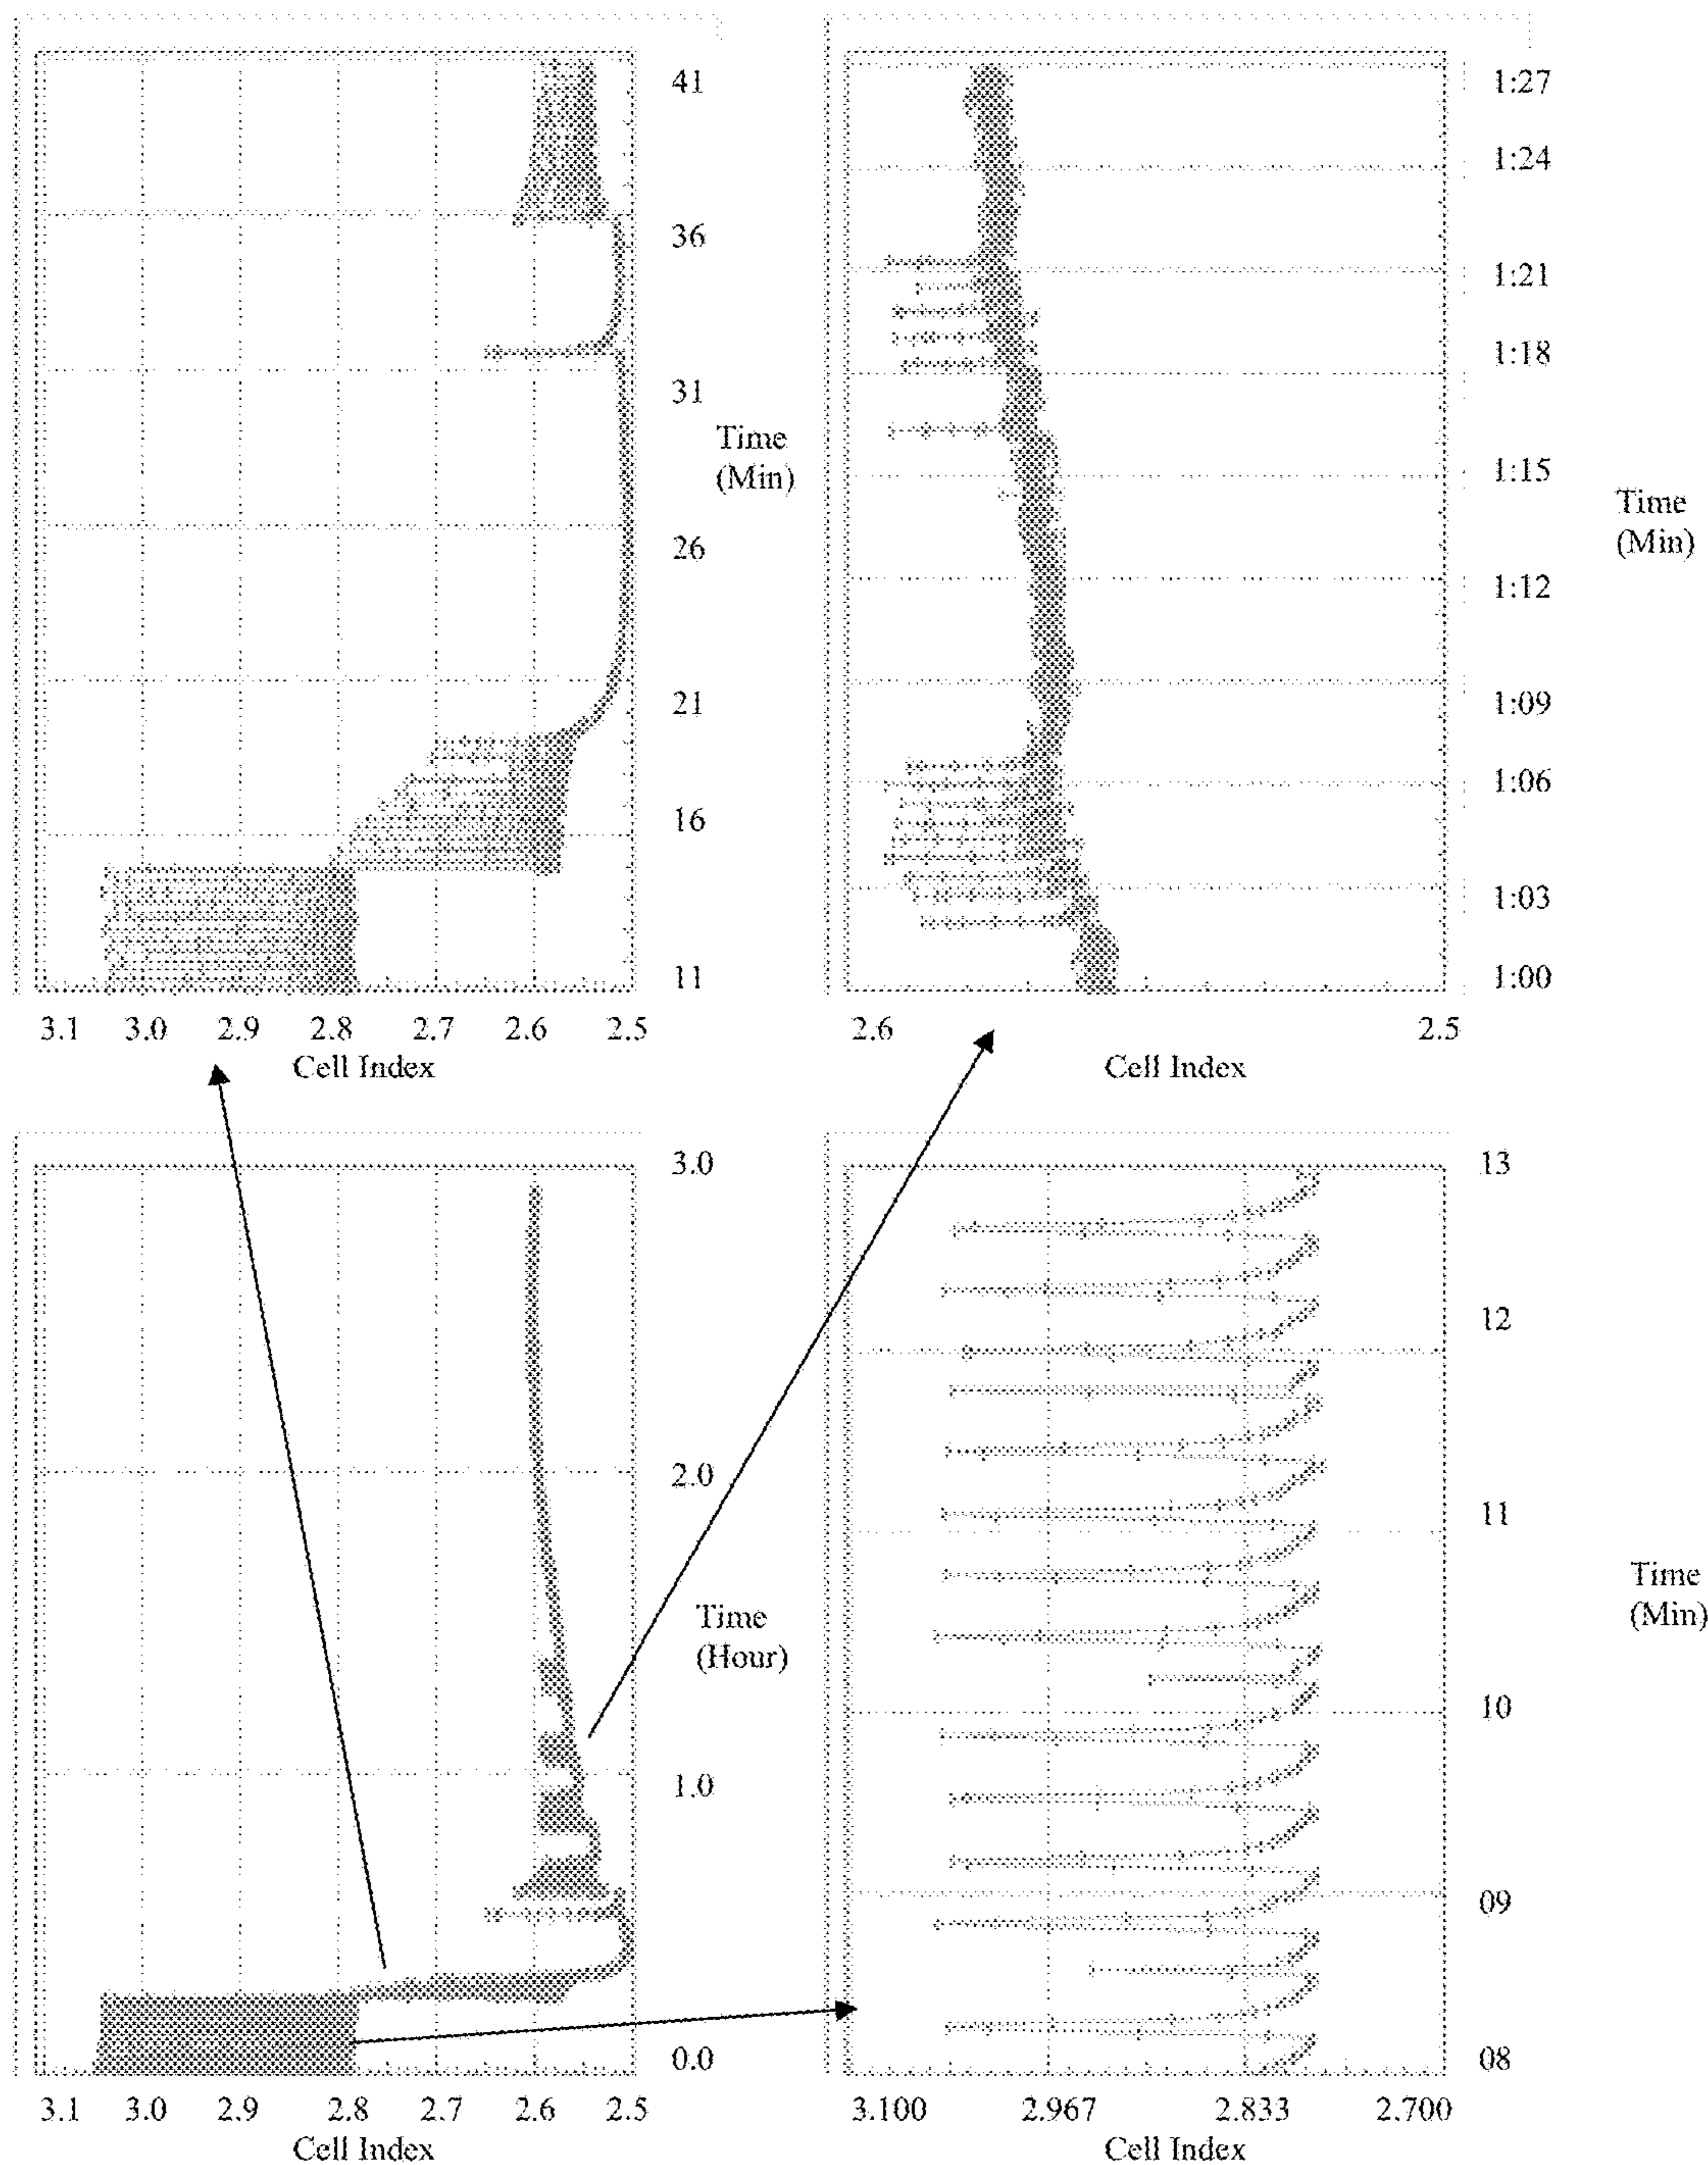 41
36
31
Time
(Min)
26
21
16
11
3.1 3.0 2.9 2.8 2.7 2.6 2.5
Cell Index
1:27
1:24
1:21
1:18
1:15
Time
(Min)
1:12
1:09
1:06
1:03
1:00
2.6 2.5
Cell Index
3.0
2.0
Time
(Hour)
1.0
0.0
3.1 3.0 2.9 2.8 2.7 2.6 2.5
Cell Index
13
12
11
Time
(Min)
10
09
08
3.100 2.967 2.833 2.700
Cell Index